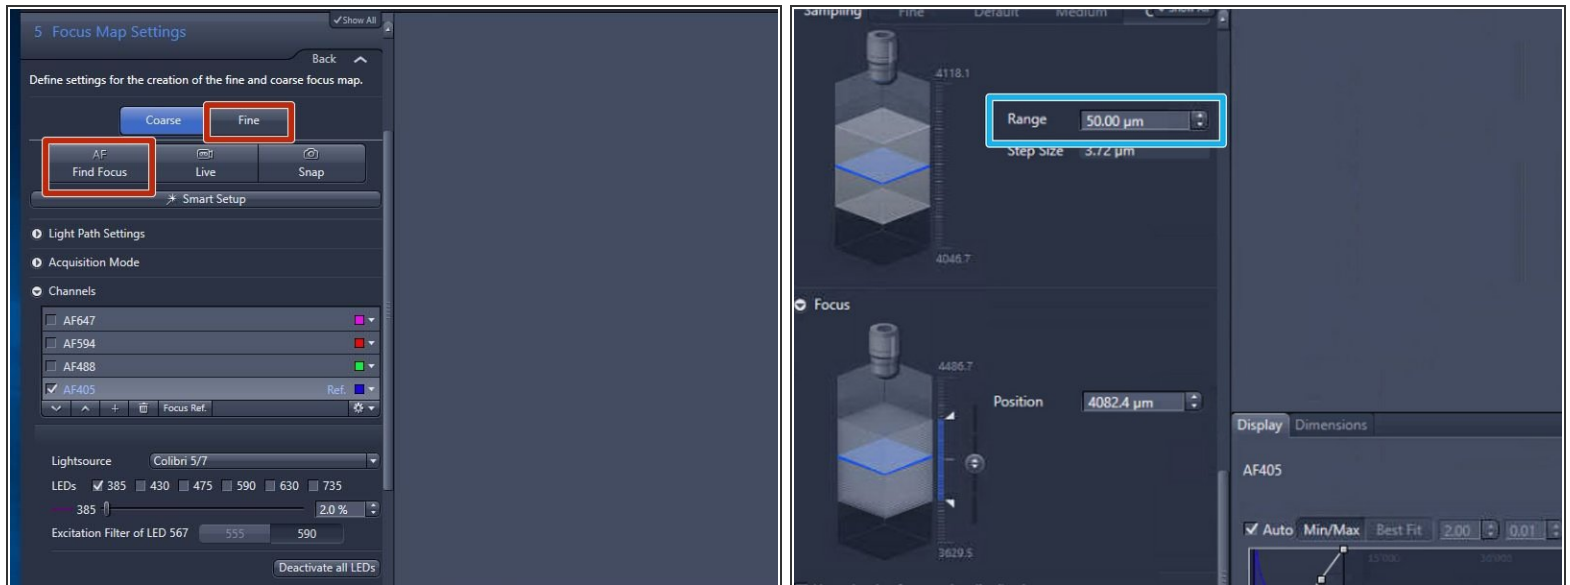 5 Focus Map Settings
✓Show All
Back
Define settings for the creation of the fine and coarse focus map.
Coarse Fine
AF
Find Focus Live Snap
Smart Setup
Light Path Settings
Acquisition Mode
Channels
AF647
AF594
AF488
AF405 Ref.
+ Focus Ref.
Lightsource Colibri 5/7
LEDs 385 430 475 590 630 735
385 2.0 %
Excitation Filter of LED 567 555 590
Deactivate all LEDs
Sampling Fine Default Medium
4118.1
Range 50.00 µm
Step Size 3.72 µm
4046.7
Focus
4486.7
Position 4082.4 µm
3629.5
Display Dimensions
AF405
Auto Min/Max Best Fit 2.00 0.01